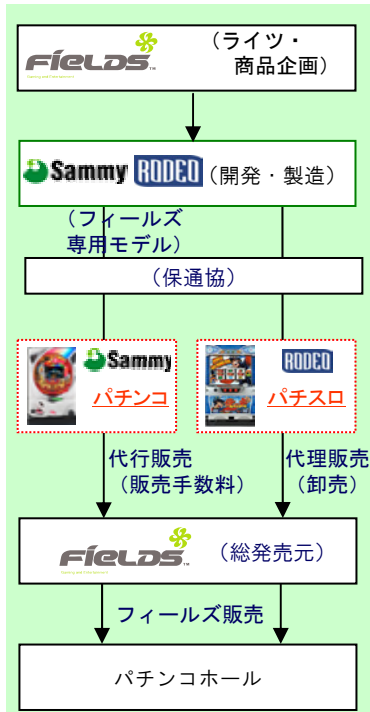 FIELDS
（ライツ・
商品企画）
Sammy RODEO （開発・製造）
（フィールズ
専用モデル）
（保通協）
Sammy
パチンコ
RODEO
パチスロ
代行販売
（販売手数料）
代理販売
（卸売）
FIELDS （総発売元）
フィールズ販売
パチンコホール